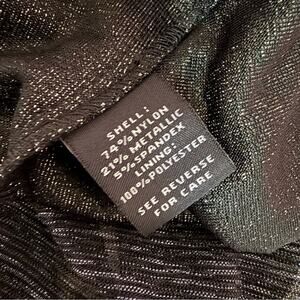 SHELL:
74%NYLON
21%METALLIC
5%SPANDEX
LINING:
100%POLYESTER
SEE REVERSE
FOR CARE